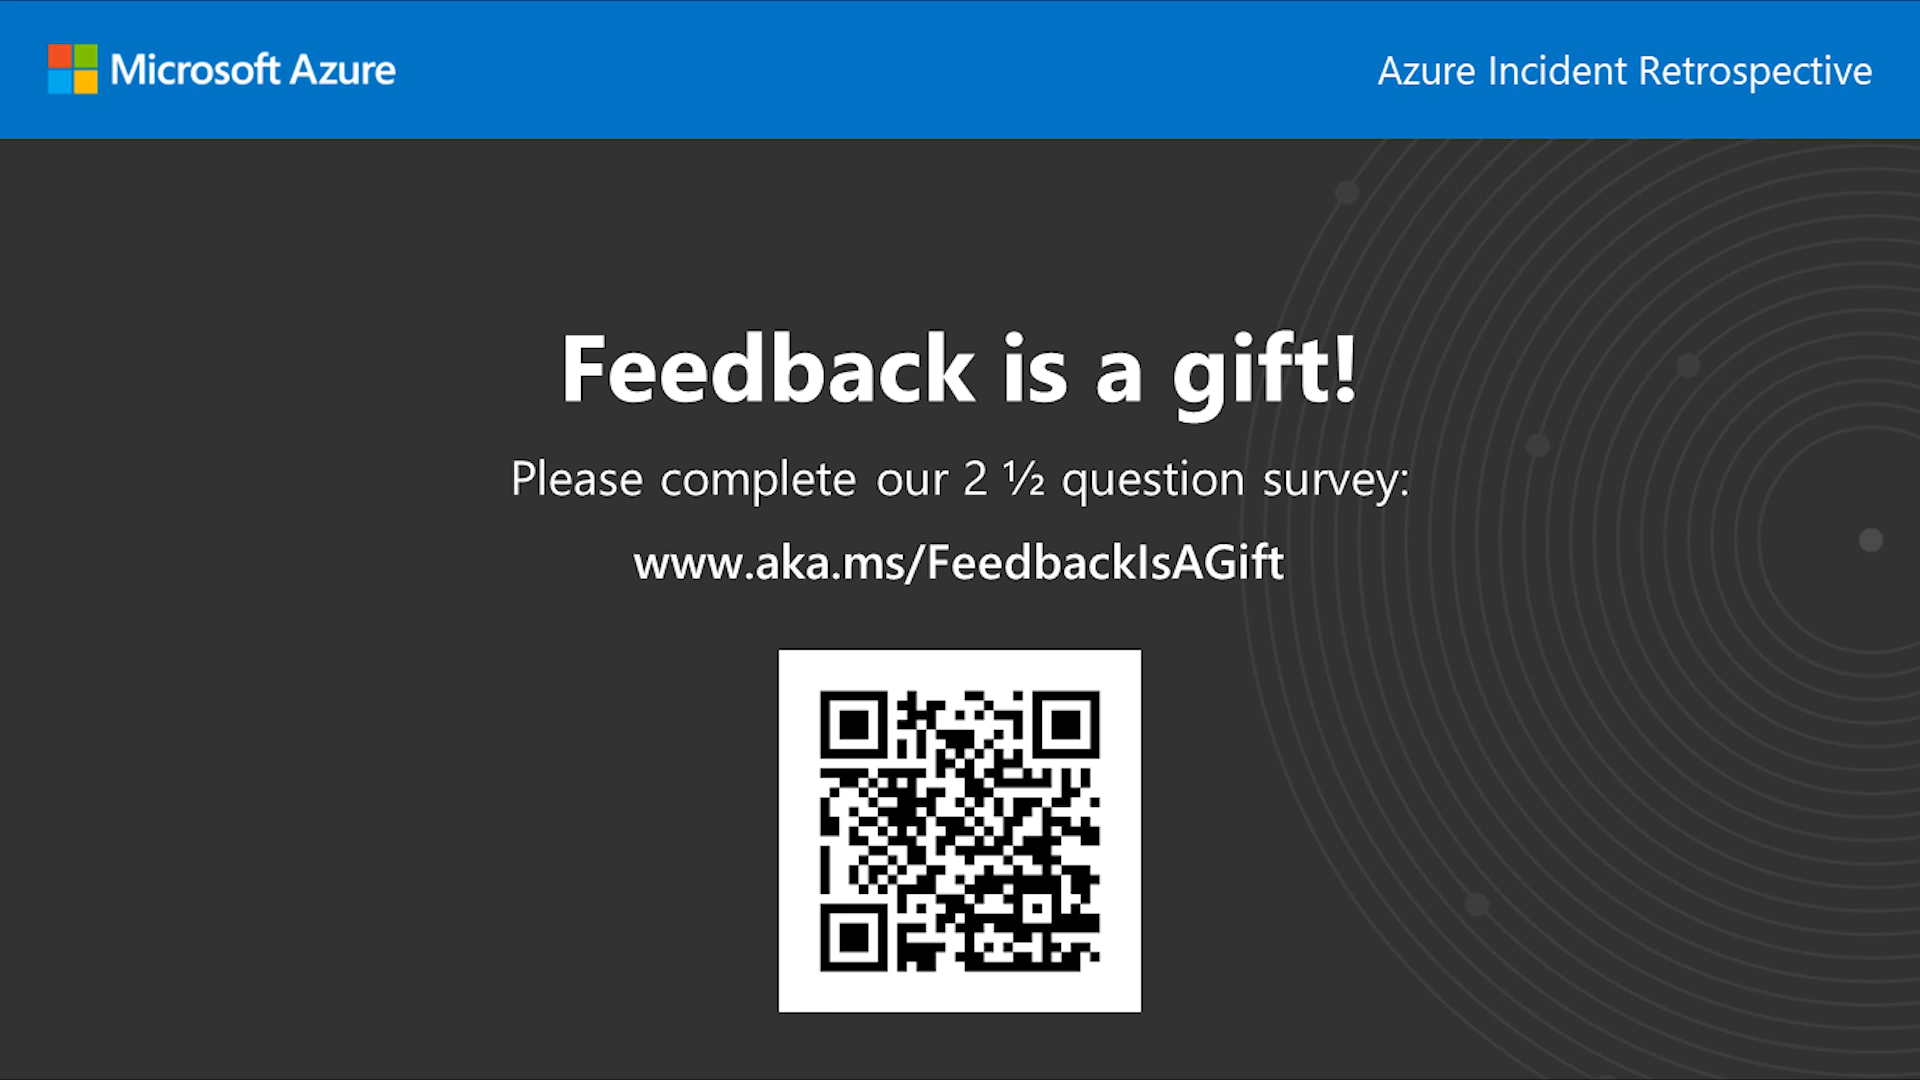 Microsoft Azure
Azure Incident Retrospective
Feedback is a gift!
Please complete our 2 ½ question survey:
www.aka.ms/FeedbackIsAGift